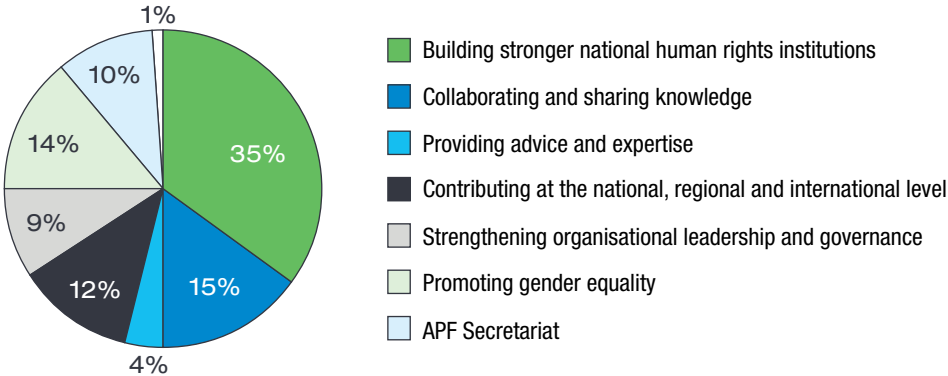 1%
10%
14%
35%
9%
12%
15%
4%
Building stronger national human rights institutions
Collaborating and sharing knowledge
Providing advice and expertise
Contributing at the national, regional and international level
Strengthening organisational leadership and governance
Promoting gender equality
APF Secretariat